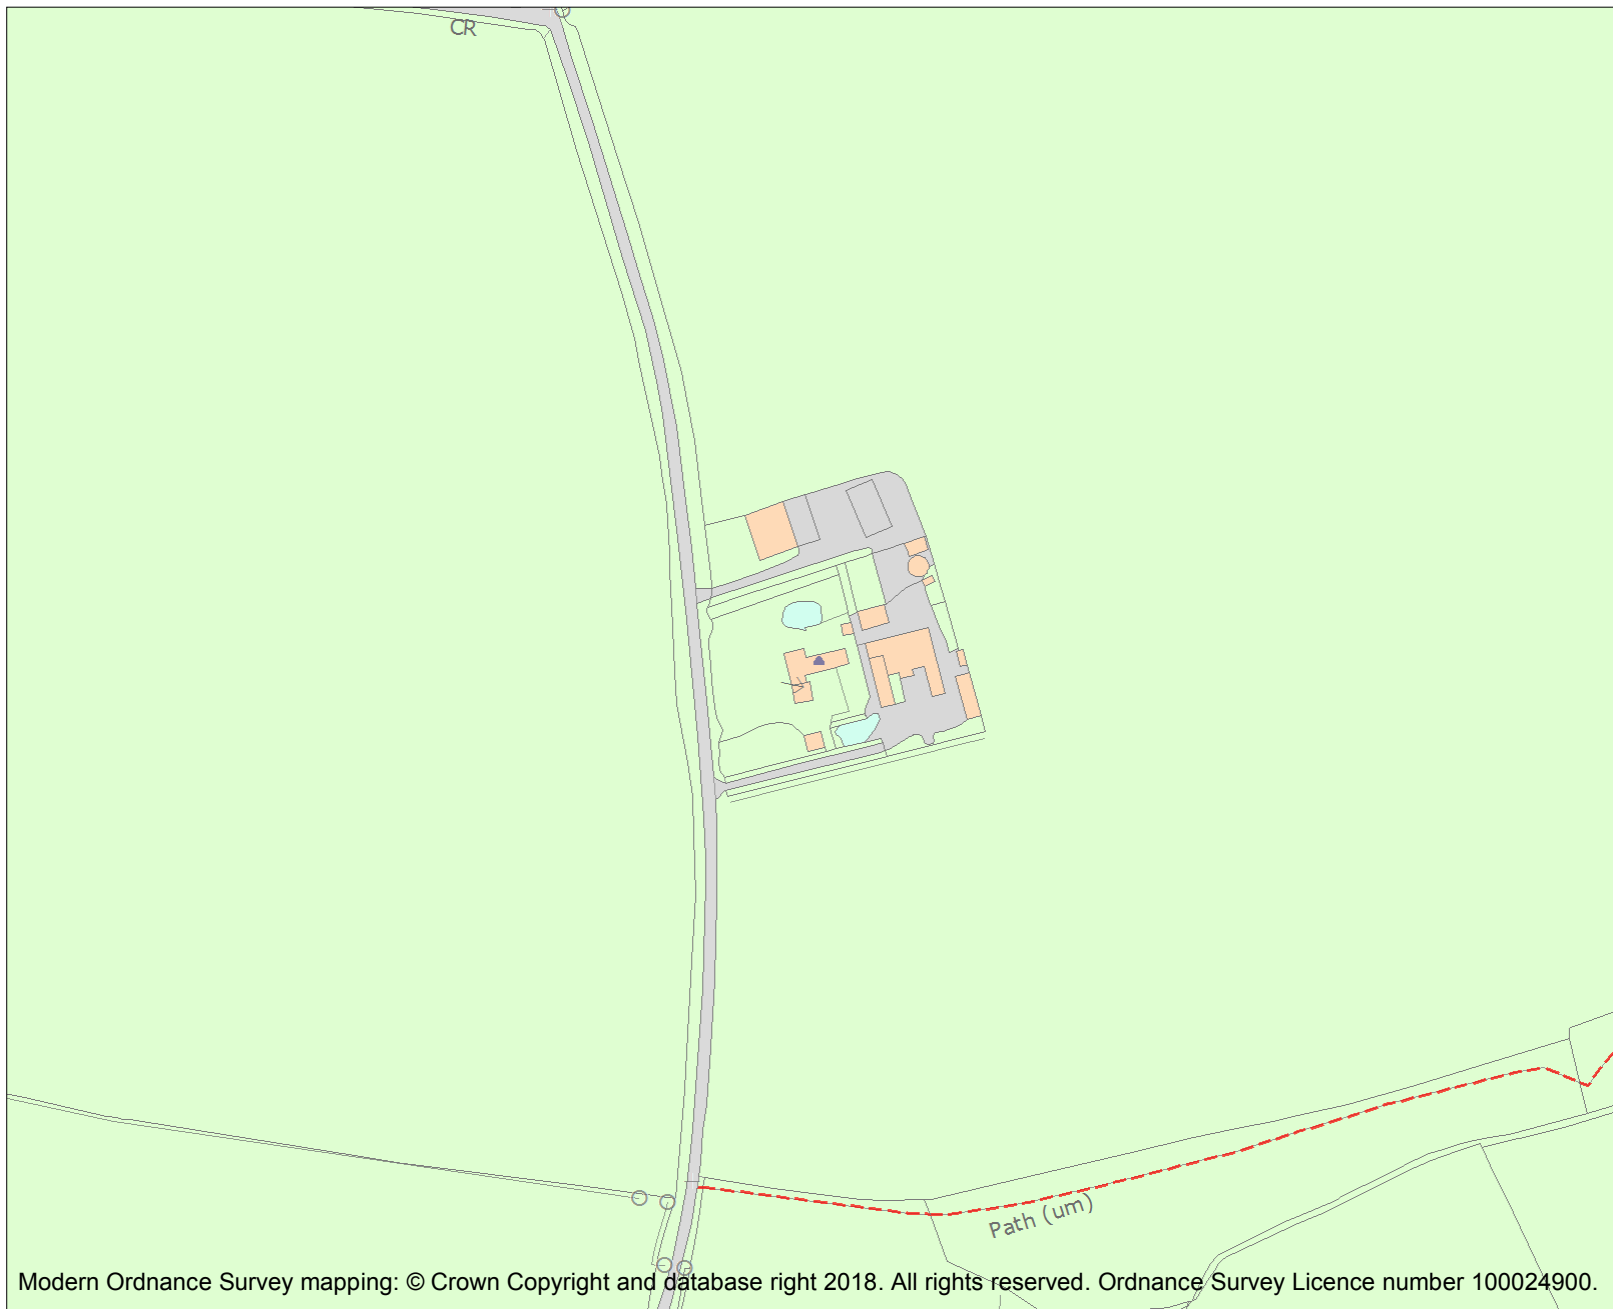 CR
Path (um)
Modern Ordnance Survey mapping: © Crown Copyright and database right 2018. All rights reserved. Ordnance Survey Licence number 100024900.